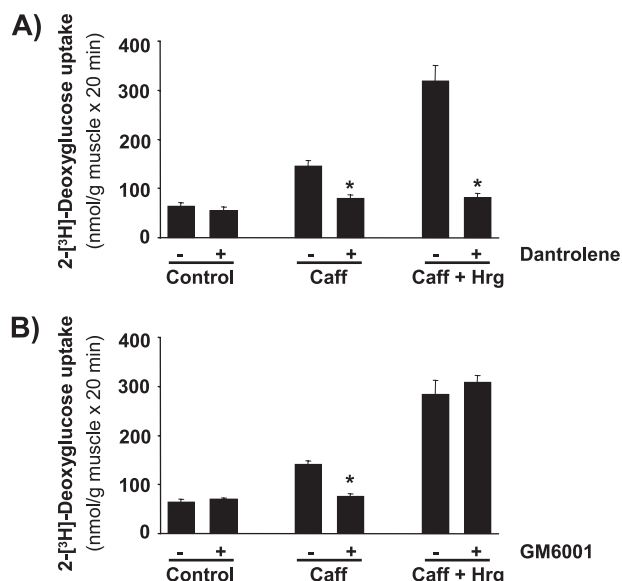 A)
2-[³H]-Deoxyglucose uptake
(nmol/g muscle x 20 min)
400
300
200
100
0
* *
- + - + - + Dantrolene
Control Caff Caff + Hrg
B)
2-[³H]-Deoxyglucose uptake
(nmol/g muscle x 20 min)
400
300
200
100
0
*
- + - + - + GM6001
Control Caff Caff + Hrg